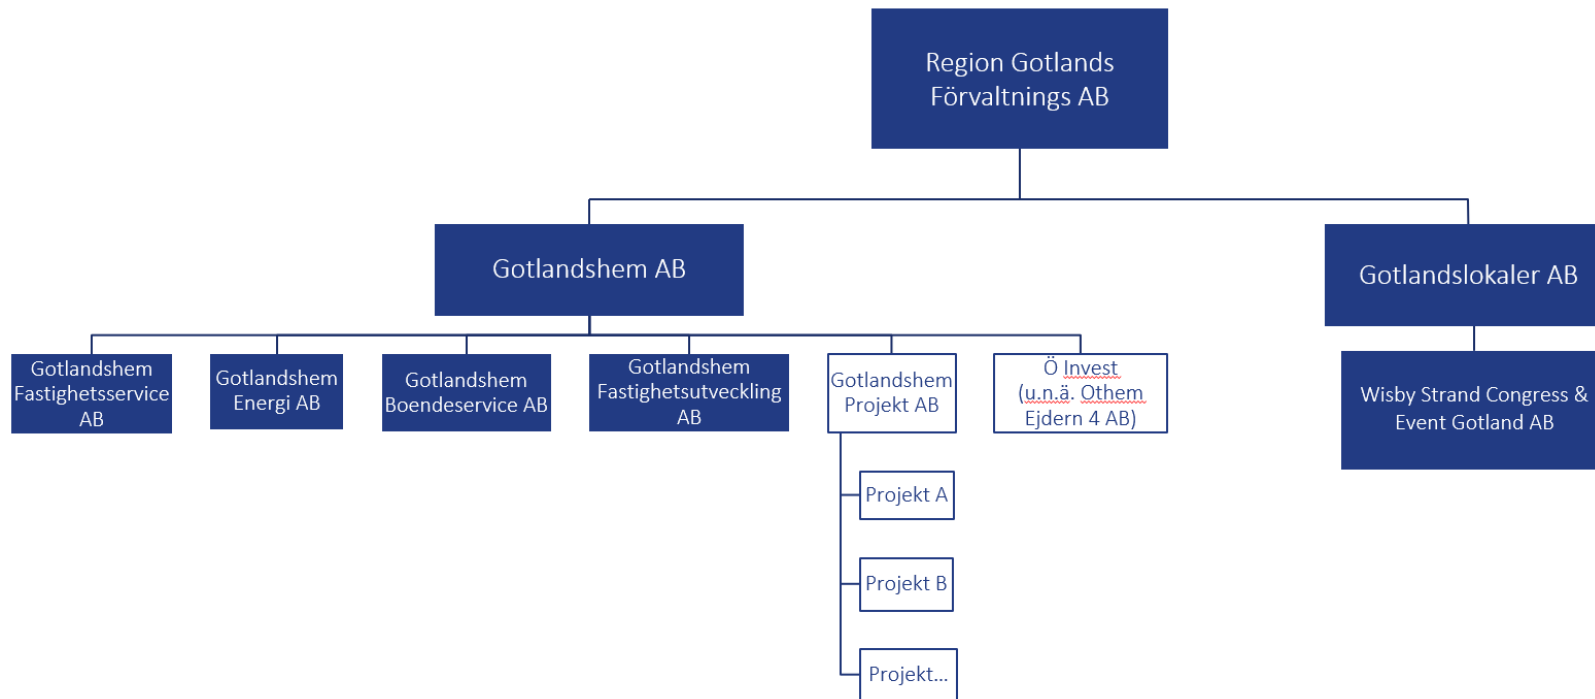 Region Gotlands
Förvaltnings AB
Gotlandshem AB
Gotlandslokaler AB
Gotlandshem
Fastighetsservice
AB
Gotlandshem
Energi AB
Gotlandshem
Boendeservice AB
Gotlandshem
Fastighetsutveckling
AB
Gotlandshem
Projekt AB
Ö Invest
(u.n.ä. Othem
Ejdern 4 AB)
Wisby Strand Congress &
Event Gotland AB
Projekt A
Projekt B
Projekt...